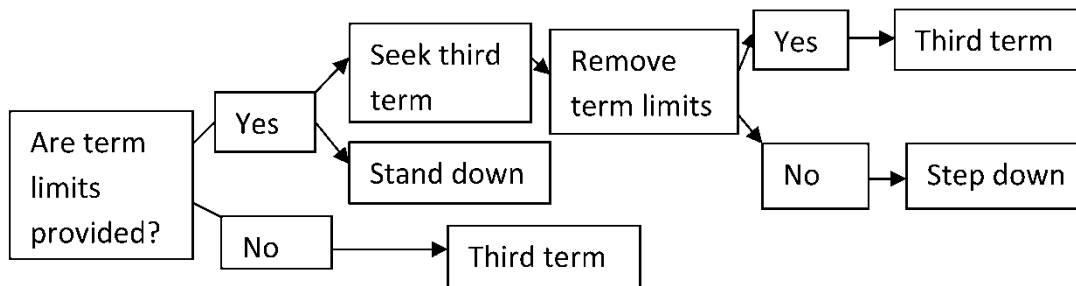 Are term
limits
provided?
Yes
No
Seek third
term
Stand down
Third term
Remove
term limits
Yes
No
Third term
Step down